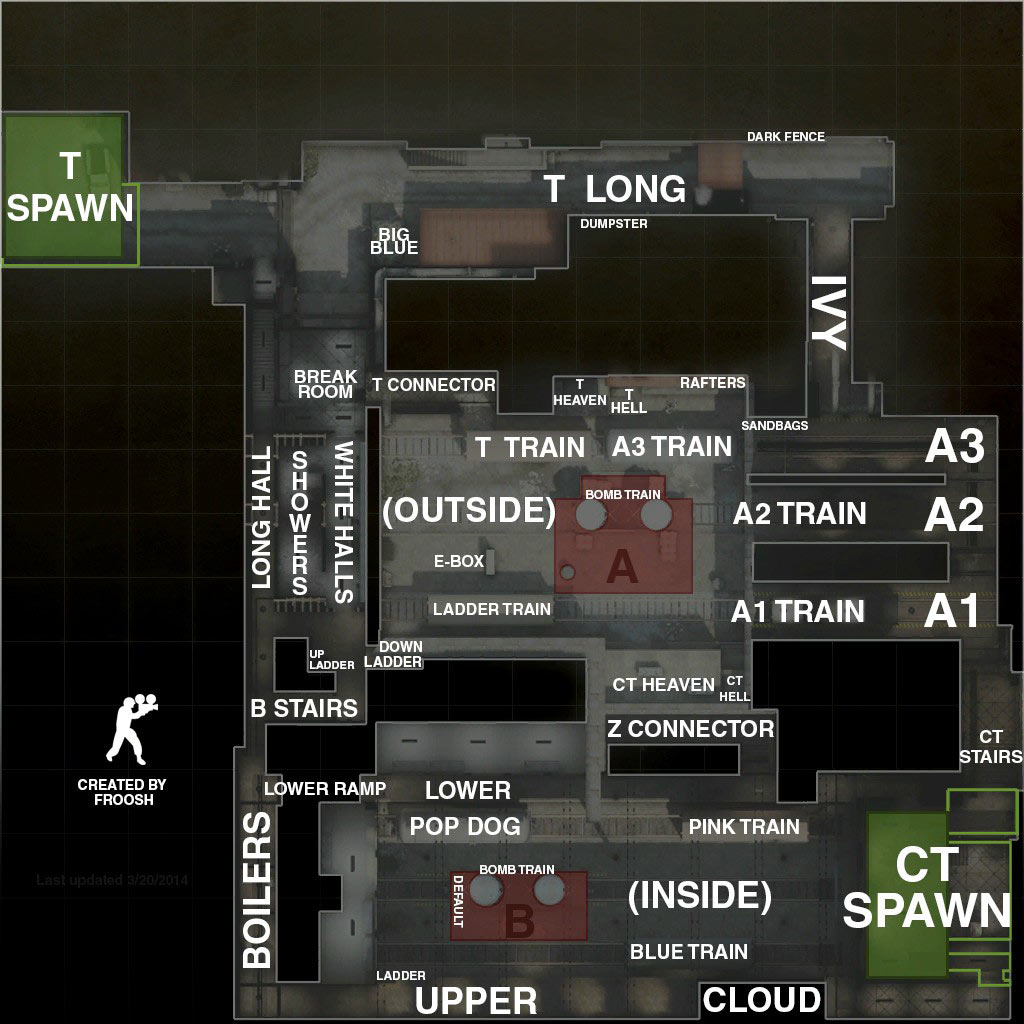 DARK FENCE
T
SPAWN
T LONG
DUMPSTER
BIG
BLUE
IVY
BREAK
ROOM
T CONNECTOR
T
HEAVEN
T
HELL
RAFTERS
SANDBAGS
T TRAIN
A3 TRAIN
A3
LONG HALL
SHOWERS
WHITE HALLS
(OUTSIDE)
BOMB TRAIN
A2 TRAIN
A2
E-BOX
A
LADDER TRAIN
A1 TRAIN
A1
UP
LADDER
DOWN
LADDER
CT HEAVEN
CT
HELL
B STAIRS
Z CONNECTOR
CT
STAIRS
CREATED BY
FROOSH
LOWER RAMP
LOWER
POP DOG
PINK TRAIN
BOILERS
BOMB TRAIN
DEFAULT
B
(INSIDE)
CT
SPAWN
Last updated 3/20/2014
BLUE TRAIN
LADDER
UPPER
CLOUD